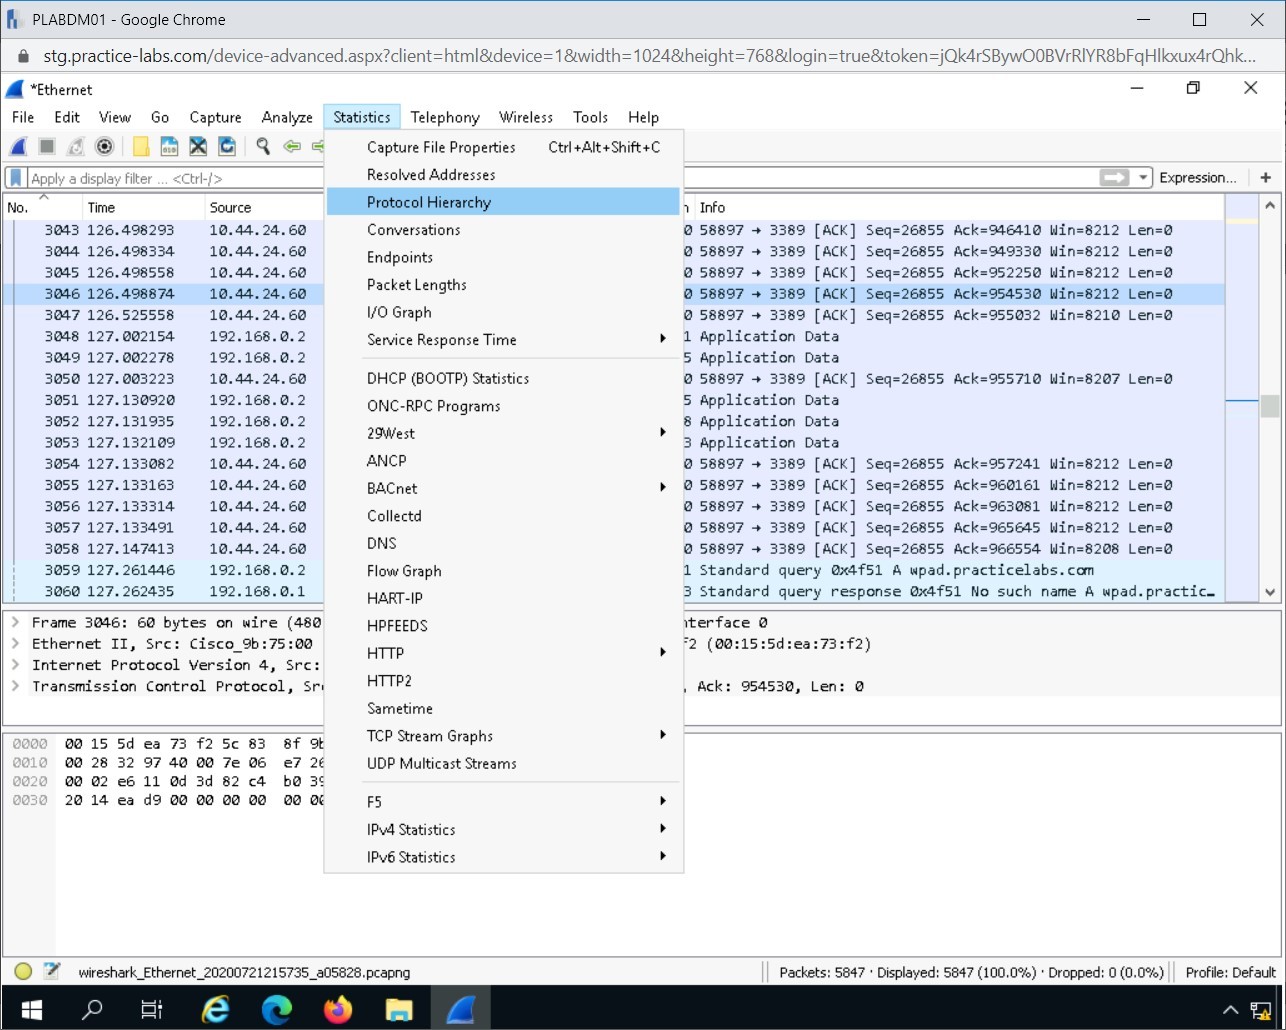 PLABDM01 - Google Chrome
stg.practice-labs.com/device-advanced.aspx?client=html&device=1&width=1024&height=768&login=true&token=jQk4rSBywO0BVrRlYR8bFqHlkxux4rQhk...
*Ethernet
File Edit View Go Capture Analyze Statistics Telephony Wireless Tools Help
Apply a display filter ... <Ctrl-/> Expression... +
No. Time Source Info
3043 126.498293 10.44.24.60 0 58897 → 3389 [ACK] Seq=26855 Ack=946410 Win=8212 Len=0
3044 126.498334 10.44.24.60 0 58897 → 3389 [ACK] Seq=26855 Ack=949330 Win=8212 Len=0
3045 126.498558 10.44.24.60 0 58897 → 3389 [ACK] Seq=26855 Ack=952250 Win=8212 Len=0
3046 126.498874 10.44.24.60 0 58897 → 3389 [ACK] Seq=26855 Ack=954530 Win=8212 Len=0
3047 126.525558 10.44.24.60 0 58897 → 3389 [ACK] Seq=26855 Ack=955032 Win=8210 Len=0
3048 127.002154 192.168.0.2 1 Application Data
3049 127.002278 192.168.0.2 5 Application Data
3050 127.003223 10.44.24.60 0 58897 → 3389 [ACK] Seq=26855 Ack=955710 Win=8207 Len=0
3051 127.130920 192.168.0.2 5 Application Data
3052 127.131935 192.168.0.2 8 Application Data
3053 127.132109 192.168.0.2 3 Application Data
3054 127.133082 10.44.24.60 0 58897 → 3389 [ACK] Seq=26855 Ack=957241 Win=8212 Len=0
3055 127.133163 10.44.24.60 0 58897 → 3389 [ACK] Seq=26855 Ack=960161 Win=8212 Len=0
3056 127.133314 10.44.24.60 0 58897 → 3389 [ACK] Seq=26855 Ack=963081 Win=8212 Len=0
3057 127.133491 10.44.24.60 0 58897 → 3389 [ACK] Seq=26855 Ack=965645 Win=8212 Len=0
3058 127.147413 10.44.24.60 0 58897 → 3389 [ACK] Seq=26855 Ack=966554 Win=8208 Len=0
3059 127.261446 192.168.0.2 1 Standard query 0x4f51 A wpad.practicelabs.com
3060 127.262435 192.168.0.1 3 Standard query response 0x4f51 No such name A wpad.practic…
Capture File Properties Ctrl+Alt+Shift+C
Resolved Addresses
Protocol Hierarchy
Conversations
Endpoints
Packet Lengths
I/O Graph
Service Response Time
DHCP (BOOTP) Statistics
ONC-RPC Programs
29West
ANCP
BACnet
Collectd
DNS
Flow Graph
HART-IP
HPFEEDS
HTTP
HTTP2
Sametime
TCP Stream Graphs
UDP Multicast Streams
F5
IPv4 Statistics
IPv6 Statistics
Frame 3046: 60 bytes on wire (480 nterface 0
Ethernet II, Src: Cisco_9b:75:00 f2 (00:15:5d:ea:73:f2)
Internet Protocol Version 4, Src:
Transmission Control Protocol, Src , Ack: 954530, Len: 0
0000 00 15 5d ea 73 f2 5c 83 8f 9b
0010 00 28 32 97 40 00 7e 06 e7 26
0020 00 02 e6 11 0d 3d 82 c4 b0 39
0030 20 14 ea d9 00 00 00 00 00 00
wireshark_Ethernet_20200721215735_a05828.pcapng Packets: 5847 · Displayed: 5847 (100.0%) · Dropped: 0 (0.0%) Profile: Default